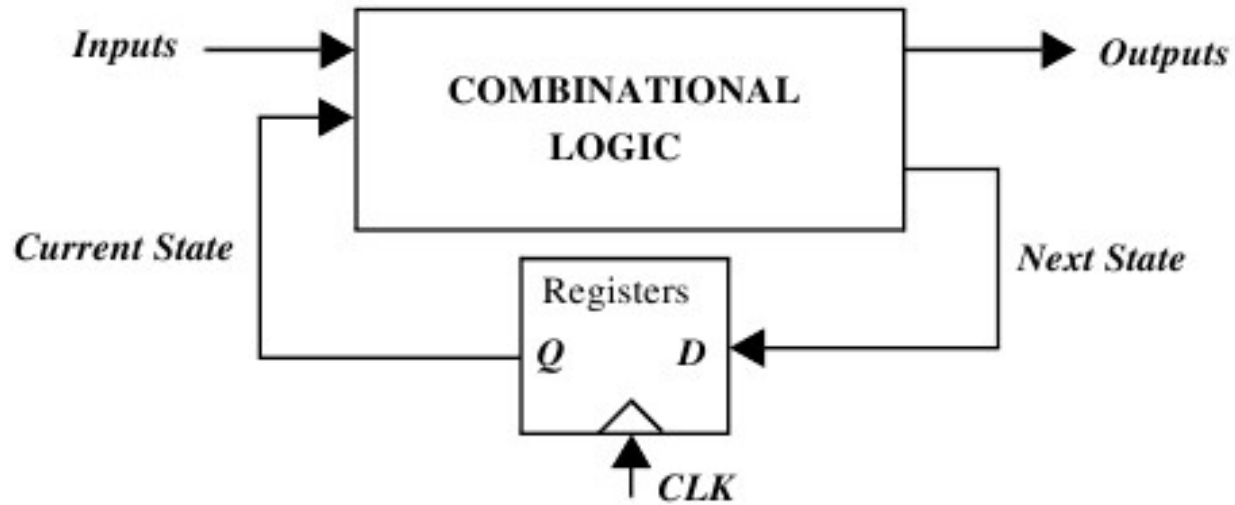 Inputs
Outputs
COMBINATIONAL
LOGIC
Current State
Next State
Registers
Q D
CLK